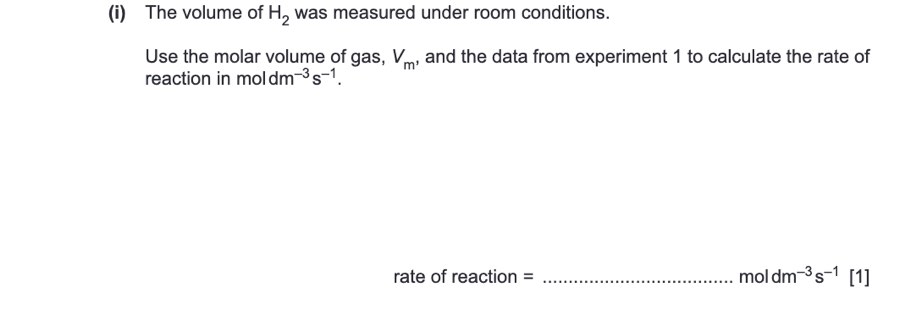 (i) The volume of H₂ was measured under room conditions.
Use the molar volume of gas, Vₘ, and the data from experiment 1 to calculate the rate of
reaction in mol dm⁻³ s⁻¹.
rate of reaction = ..................................... mol dm⁻³ s⁻¹ [1]